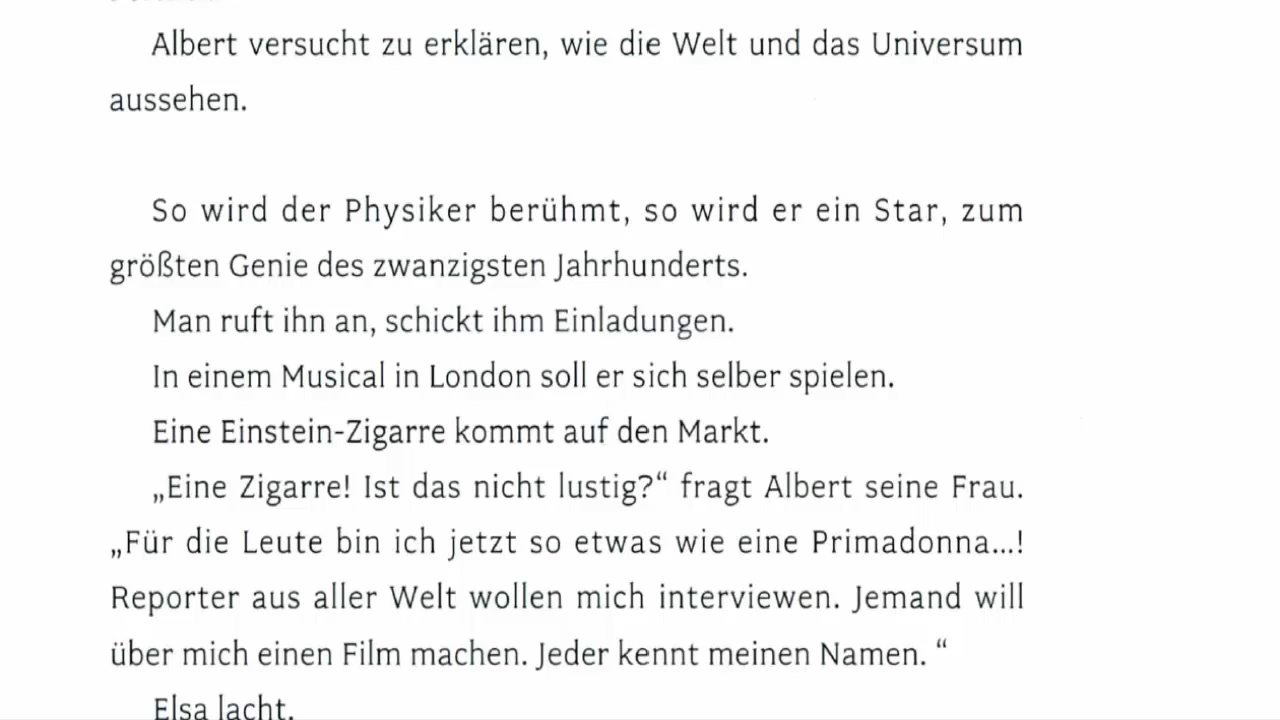 Albert versucht zu erklären, wie die Welt und das Universum
aussehen.
So wird der Physiker berühmt, so wird er ein Star, zum
größten Genie des zwanzigsten Jahrhunderts.
Man ruft ihn an, schickt ihm Einladungen.
In einem Musical in London soll er sich selber spielen.
Eine Einstein-Zigarre kommt auf den Markt.
„Eine Zigarre! Ist das nicht lustig?“ fragt Albert seine Frau.
„Für die Leute bin ich jetzt so etwas wie eine Primadonna...!
Reporter aus aller Welt wollen mich interviewen. Jemand will
über mich einen Film machen. Jeder kennt meinen Namen. “
Elsa lacht.